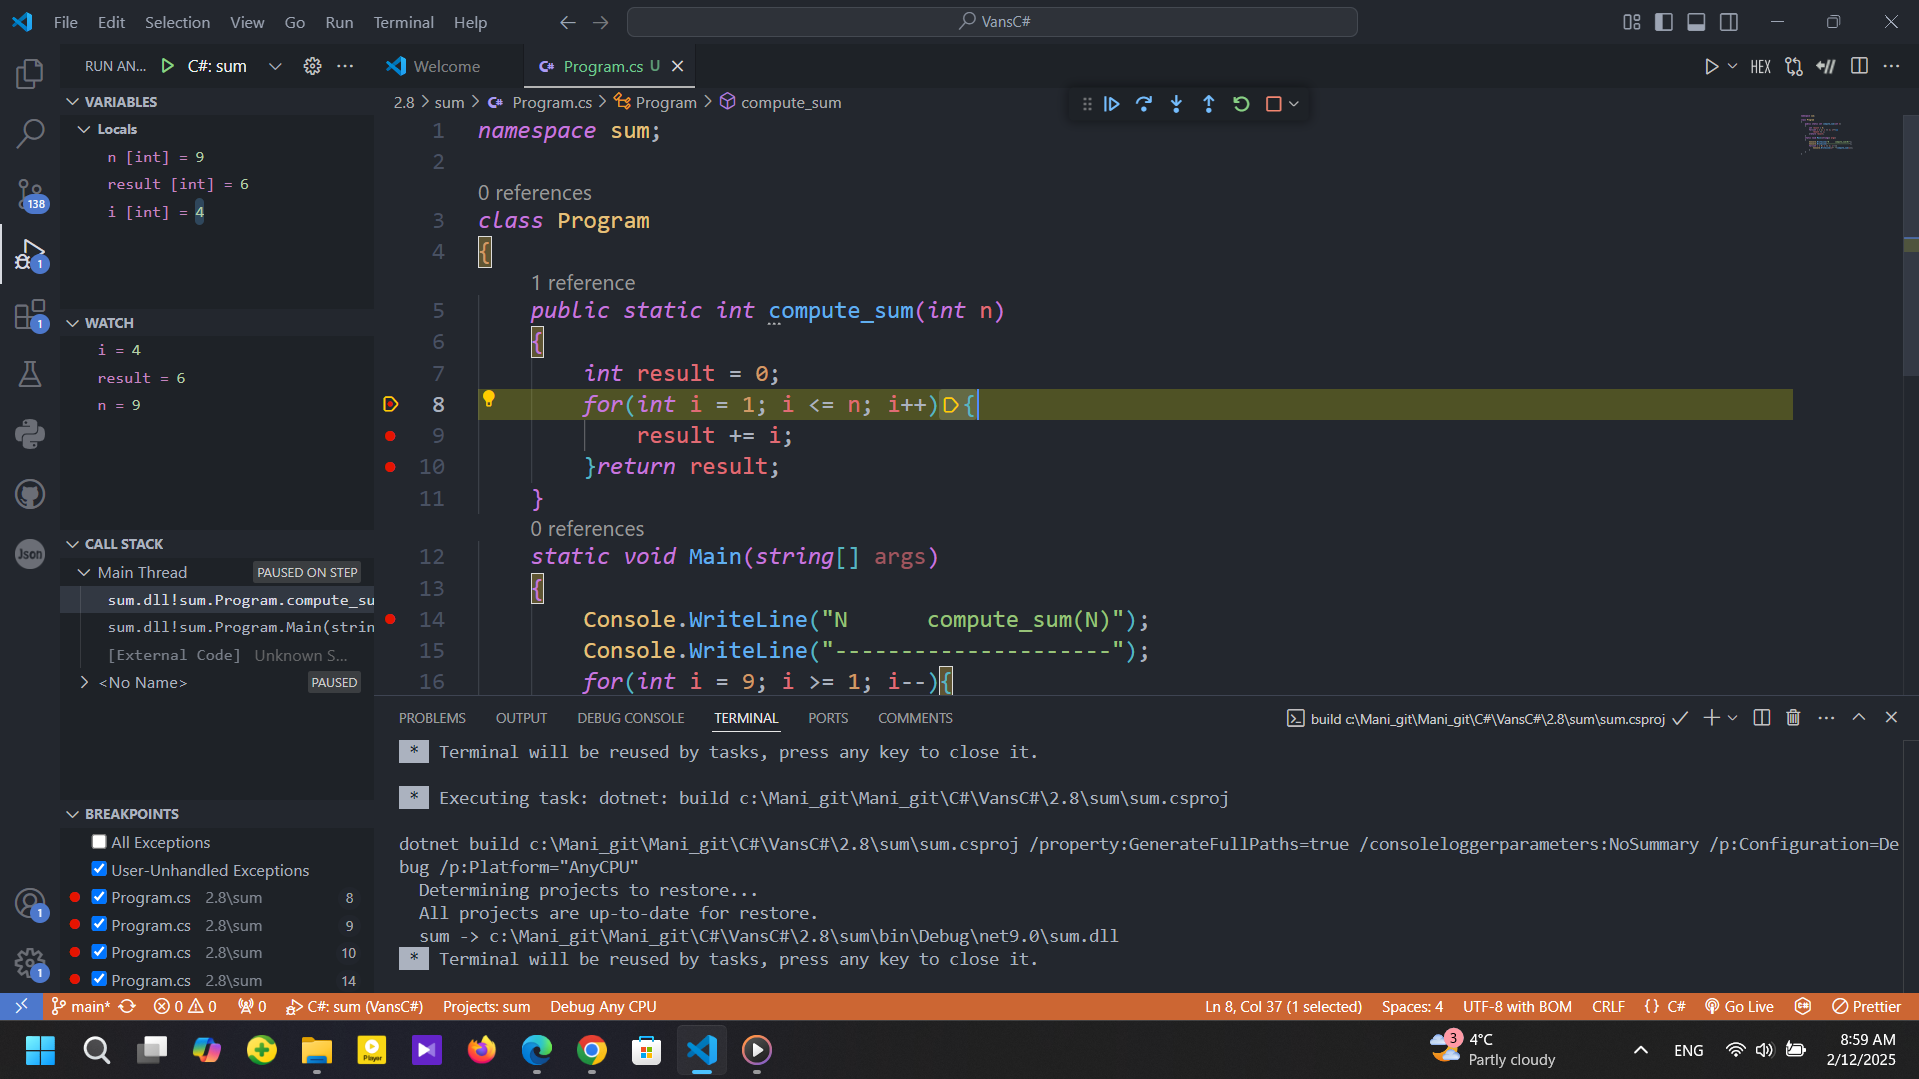 File Edit Selection View Go Run Terminal Help
VansC#
RUN AN... C#: sum
Welcome
C# Program.cs U
HEX
2.8 > sum > C# Program.cs > Program > compute_sum
VARIABLES
Locals
n [int] = 9
result [int] = 6
i [int] = 4
WATCH
i = 4
result = 6
n = 9
CALL STACK
Main Thread PAUSED ON STEP
sum.dll!sum.Program.compute_su
sum.dll!sum.Program.Main(strin
[External Code] Unknown S...
<No Name> PAUSED
BREAKPOINTS
All Exceptions
User-Unhandled Exceptions
Program.cs 2.8\sum 8
Program.cs 2.8\sum 9
Program.cs 2.8\sum 10
Program.cs 2.8\sum 14
138
1
1
Json
1
1
1 namespace sum;
2
0 references
3 class Program
4 {
1 reference
5 public static int compute_sum(int n)
6 {
7 int result = 0;
8 for(int i = 1; i <= n; i++){
9 result += i;
10 }return result;
11 }
0 references
12 static void Main(string[] args)
13 {
14 Console.WriteLine("N      compute_sum(N)");
15 Console.WriteLine("---------------------");
16 for(int i = 9; i >= 1; i--){
PROBLEMS OUTPUT DEBUG CONSOLE TERMINAL PORTS COMMENTS
build c:\Mani_git\Mani_git\C#\VansC#\2.8\sum\sum.csproj
* Terminal will be reused by tasks, press any key to close it.
* Executing task: dotnet: build c:\Mani_git\Mani_git\C#\VansC#\2.8\sum\sum.csproj
dotnet build c:\Mani_git\Mani_git\C#\VansC#\2.8\sum\sum.csproj /property:GenerateFullPaths=true /consoleloggerparameters:NoSummary /p:Configuration=De
bug /p:Platform="AnyCPU"
Determining projects to restore...
All projects are up-to-date for restore.
sum -> c:\Mani_git\Mani_git\C#\VansC#\2.8\sum\bin\Debug\net9.0\sum.dll
* Terminal will be reused by tasks, press any key to close it.
main* 0 0 0 C#: sum (VansC#) Projects: sum Debug Any CPU
Ln 8, Col 37 (1 selected) Spaces: 4 UTF-8 with BOM CRLF {} C# Go Live Prettier
Player
3
4°C
Partly cloudy
ENG
8:59 AM
2/12/2025